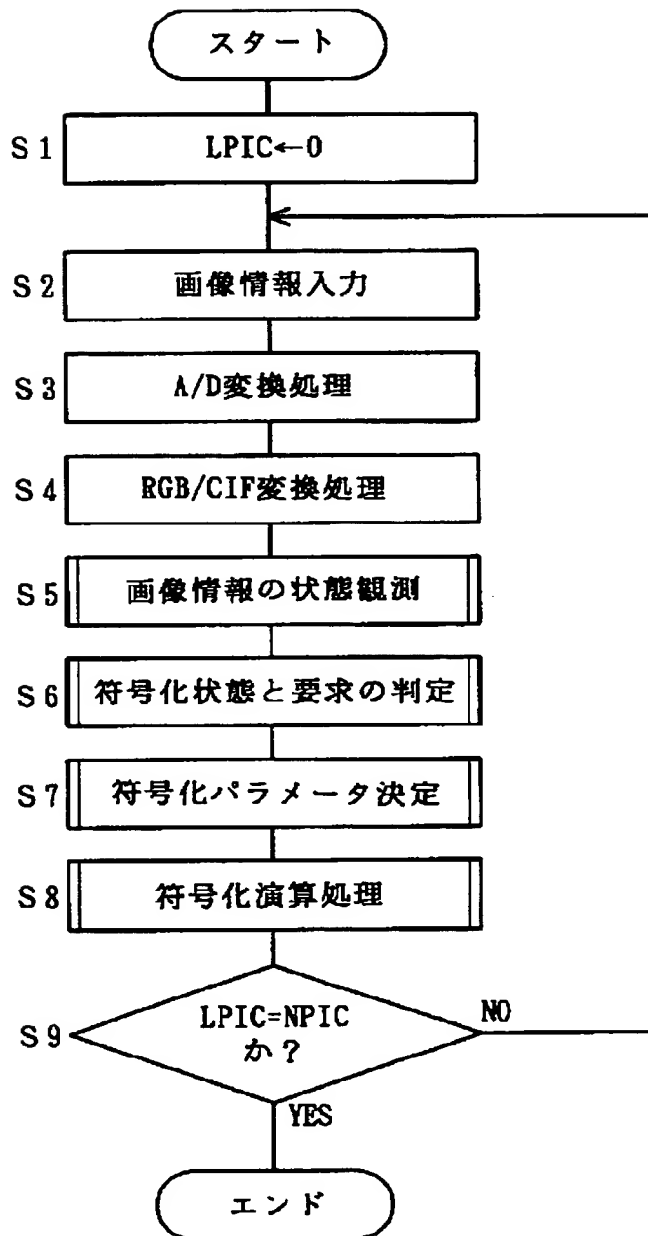 スタート
S1 LPIC←0
S2 画像情報入力
S3 A/D変換処理
S4 RGB/CIF変換処理
S5 画像情報の状態観測
S6 符号化状態と要求の判定
S7 符号化パラメータ決定
S8 符号化演算処理
S9 LPIC=NPIC
か？
NO
YES
エンド